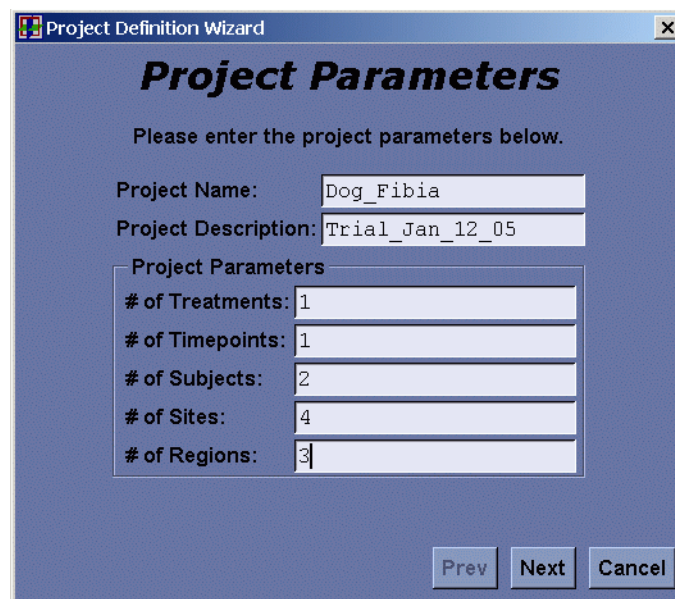 Project Definition Wizard
Project Parameters
Please enter the project parameters below.
Project Name: Dog_Fibia
Project Description: Trial_Jan_12_05
Project Parameters
# of Treatments: 1
# of Timepoints: 1
# of Subjects: 2
# of Sites: 4
# of Regions: 3
Prev Next Cancel